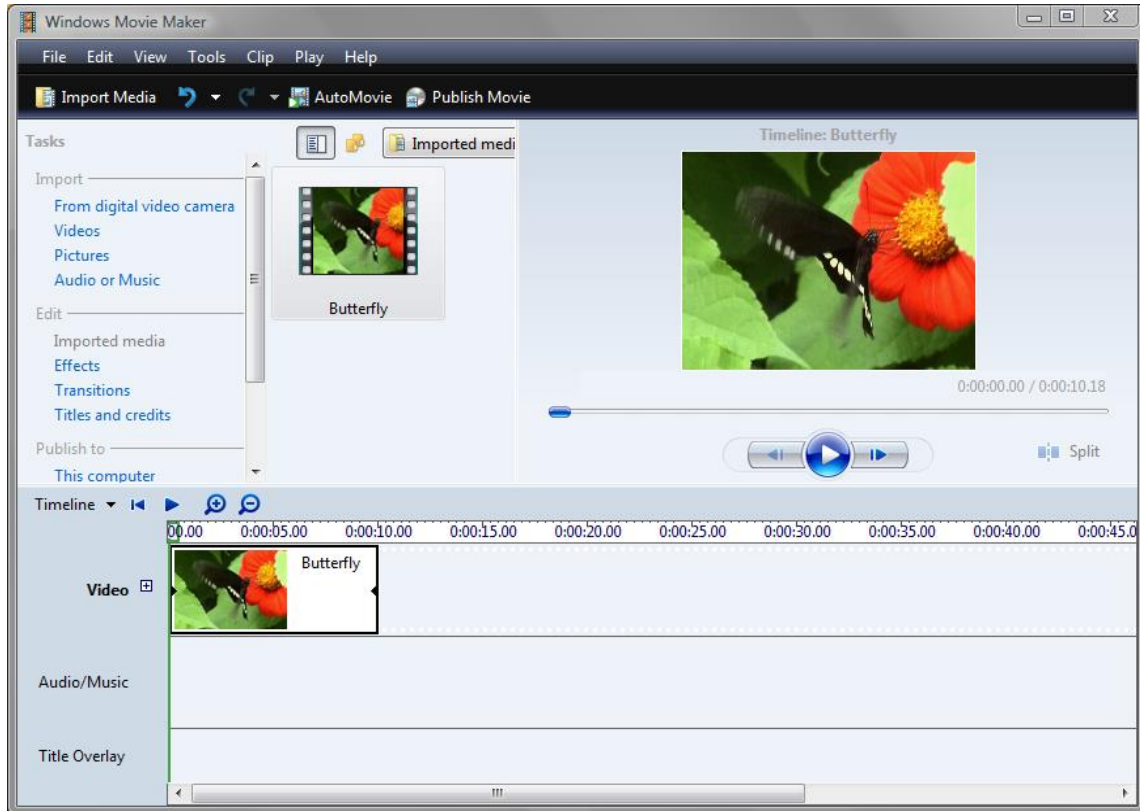 Windows Movie Maker
File Edit View Tools Clip Play Help
Import Media AutoMovie Publish Movie
Tasks
Import
From digital video camera
Videos
Pictures
Audio or Music
Edit
Imported media
Effects
Transitions
Titles and credits
Publish to
This computer
Imported medi
Butterfly
Timeline: Butterfly
0:00:00.00 / 0:00:10.18
Split
Timeline
00.00 0:00:05.00 0:00:10.00 0:00:15.00 0:00:20.00 0:00:25.00 0:00:30.00 0:00:35.00 0:00:40.00 0:00:45.0
Video
Butterfly
Audio/Music
Title Overlay